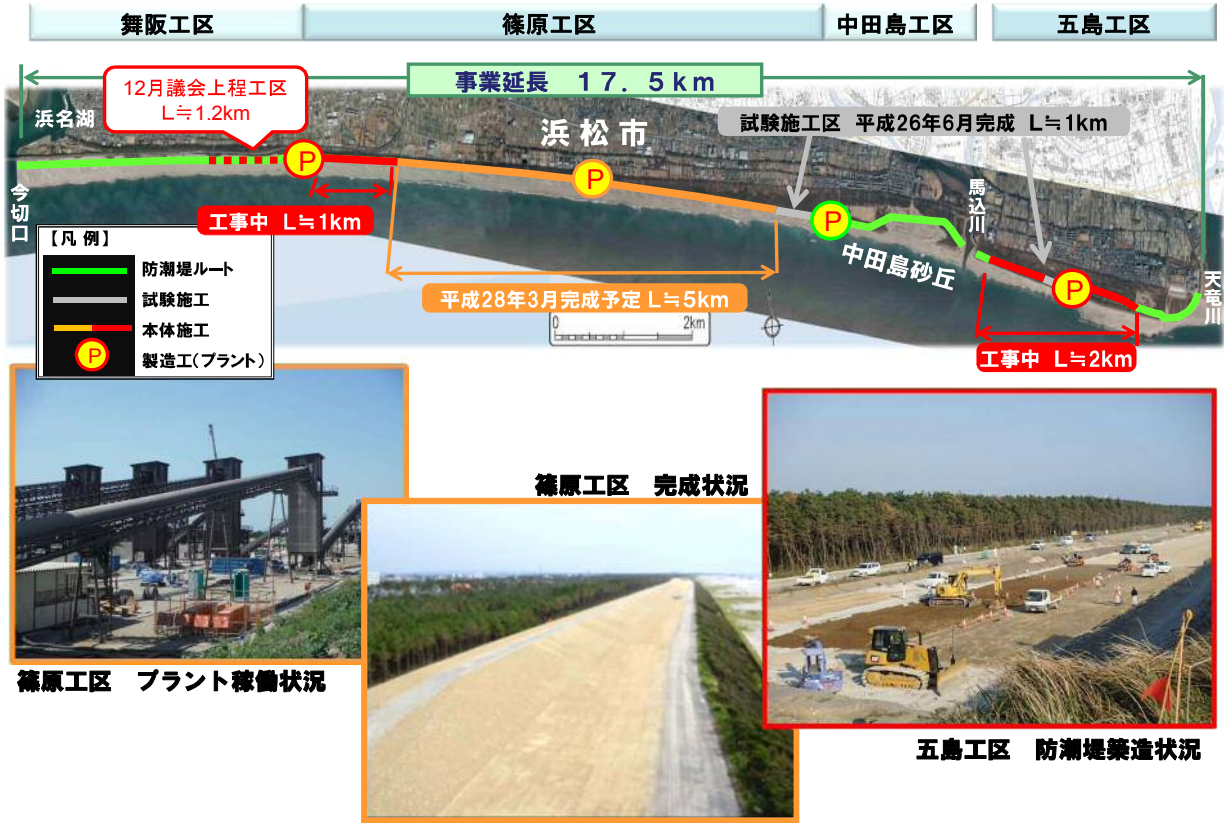 舞阪工区
篠原工区
中田島工区
五島工区
事業延長 17.5km
12月議会上程工区
L≒1.2km
浜名湖
浜松市
試験施工区 平成26年6月完成 L≒1km
P
P
P
P
今切口
馬込川
天竜川
中田島砂丘
工事中 L≒1km
平成28年3月完成予定 L≒5km
工事中 L≒2km
0 2km
【凡 例】
防潮堤ルート
試験施工
本体施工
P 製造工(プラント)
篠原工区 プラント稼働状況
篠原工区 完成状況
五島工区 防潮堤築造状況